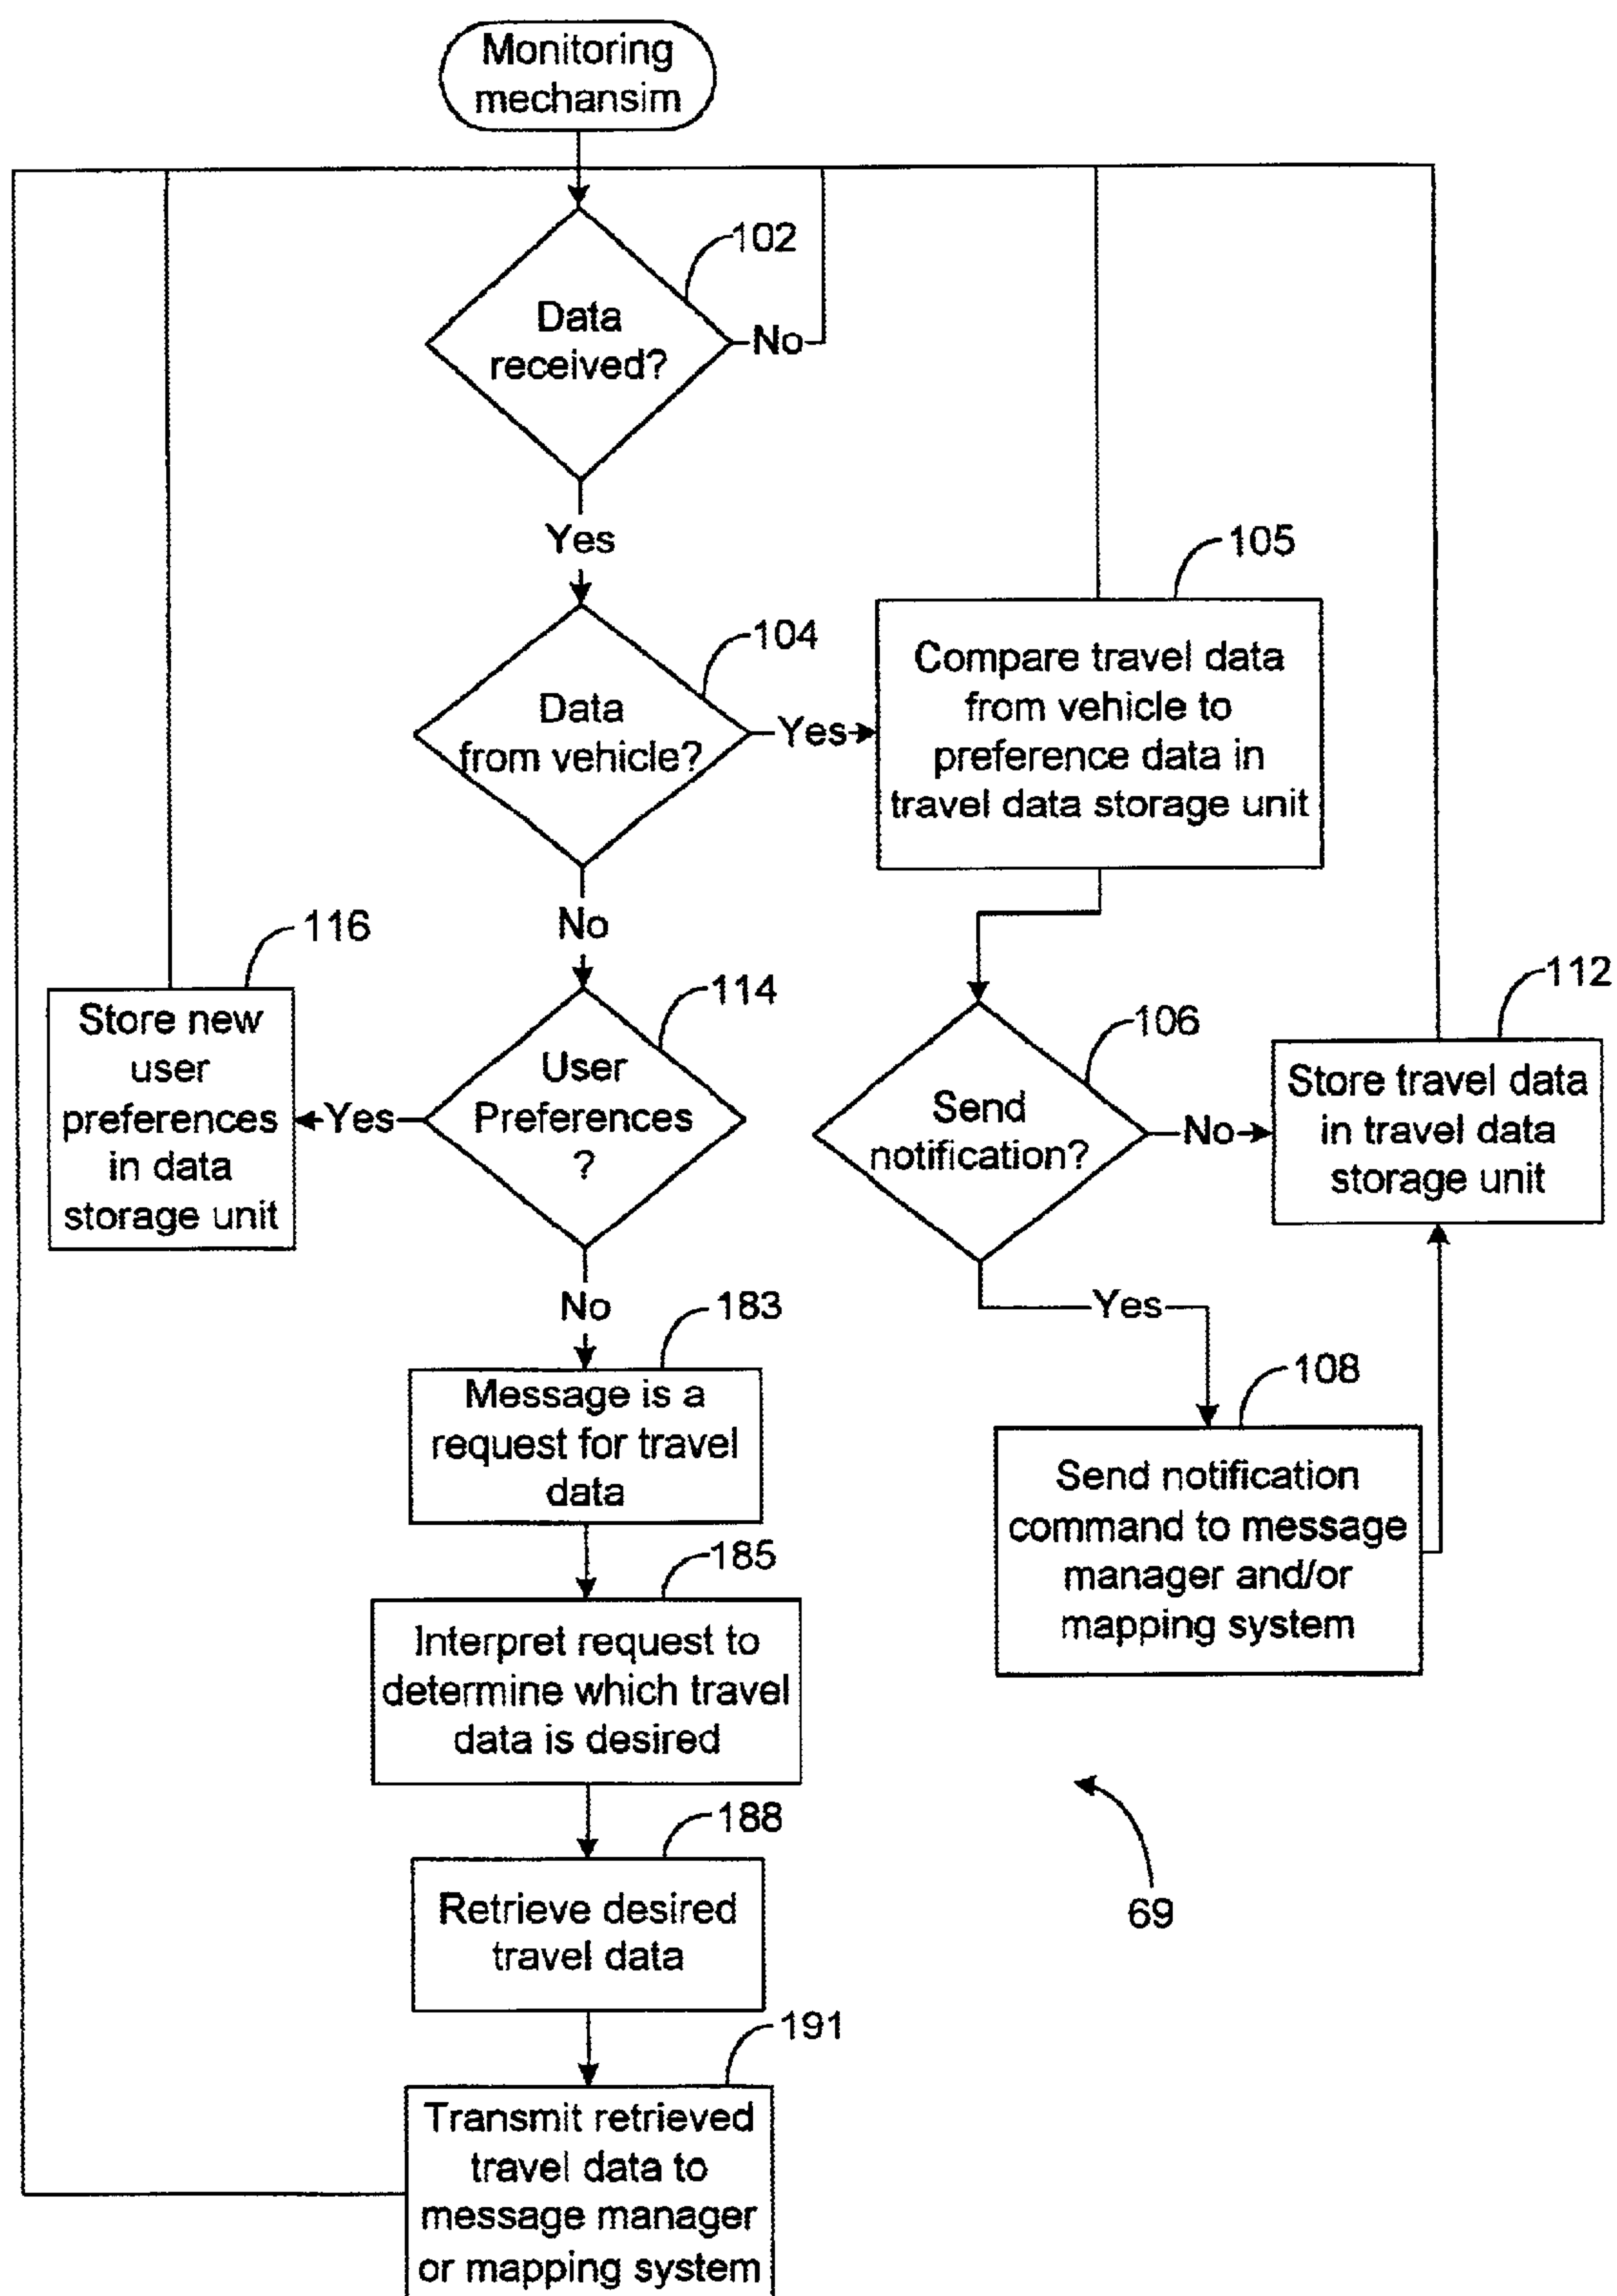 Monitoring
mechansim
102
Data
received?
No
Yes
105
104
Compare travel data
from vehicle to
preference data in
travel data storage unit
Data
from vehicle?
Yes
No
116
114
112
106
Store new
user
preferences
in data
storage unit
Yes
User
Preferences
?
Send
notification?
No
Store travel data
in travel data
storage unit
No
183
Yes
108
Message is a
request for travel
data
Send notification
command to message
manager and/or
mapping system
185
Interpret request to
determine which travel
data is desired
188
Retrieve desired
travel data
69
191
Transmit retrieved
travel data to
message manager
or mapping system